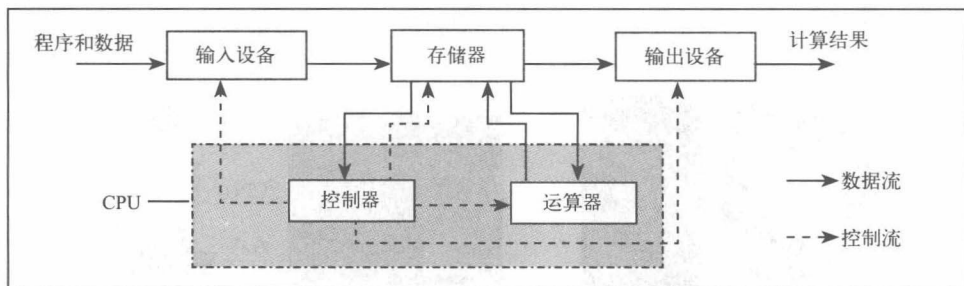 程序和数据
输入设备
存储器
输出设备
计算结果
CPU
控制器
运算器
数据流
控制流